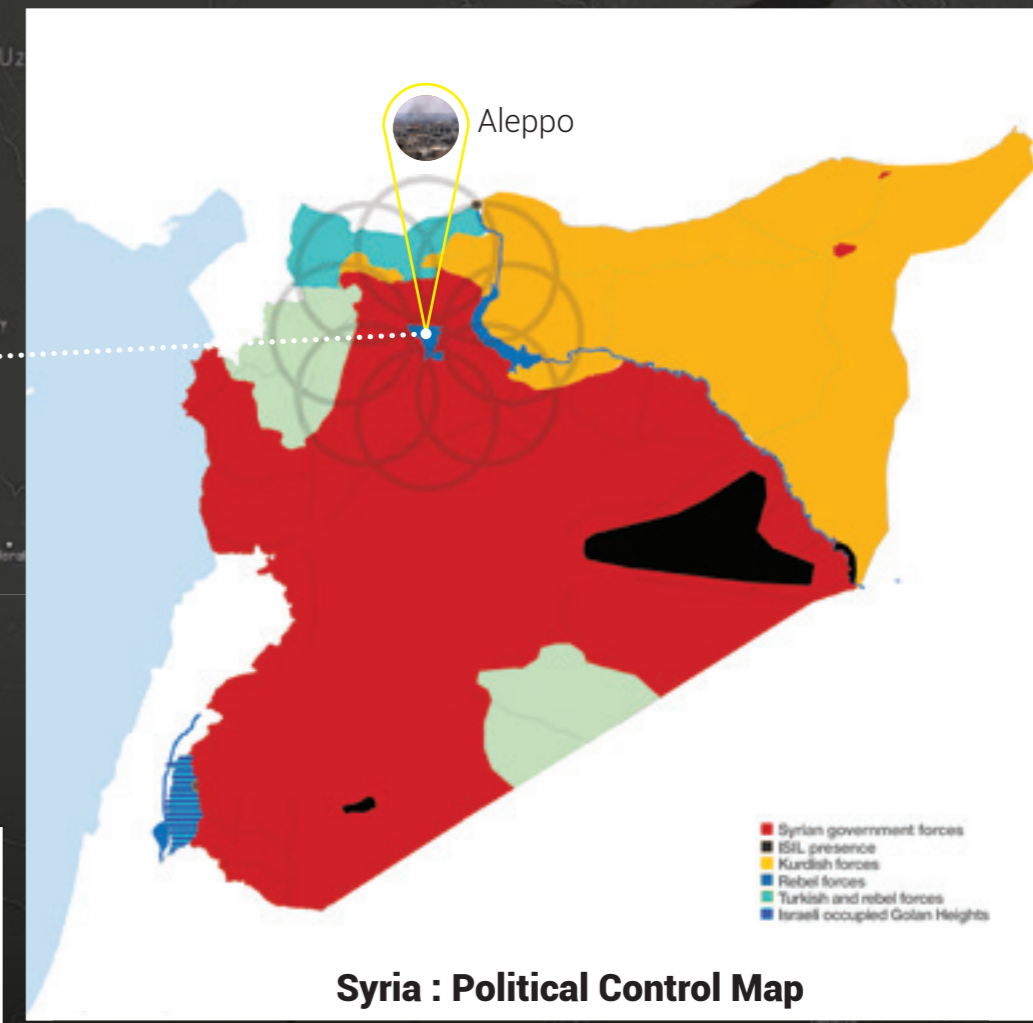 Uz
Aleppo
Syrian government forces
ISIL presence
Kurdish forces
Rebel forces
Turkish and rebel forces
Israeli occupied Golan Heights
Syria : Political Control Map